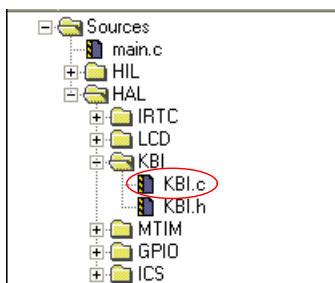 Sources
main.c
HIL
HAL
IRTC
LCD
KBI
KBI.c
KBI.h
MTIM
GPIO
ICS